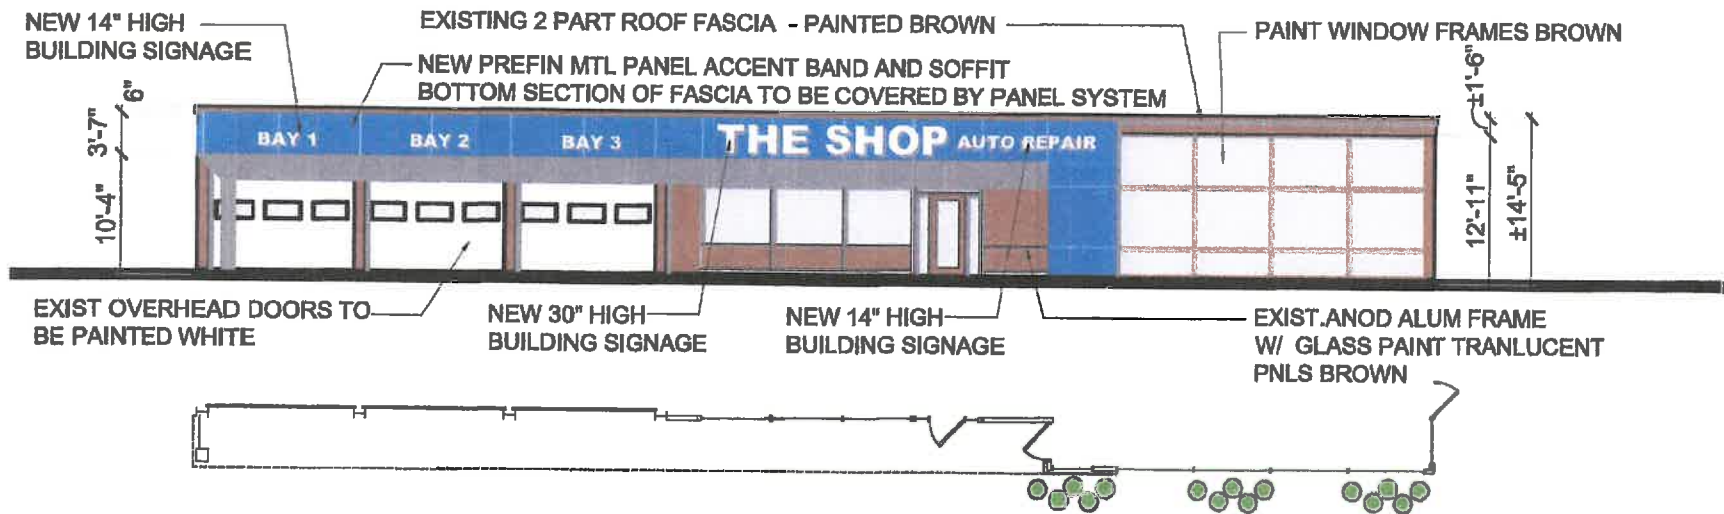 NEW 14" HIGH
BUILDING SIGNAGE
EXISTING 2 PART ROOF FASCIA - PAINTED BROWN
PAINT WINDOW FRAMES BROWN
NEW PREFIN MTL PANEL ACCENT BAND AND SOFFIT
BOTTOM SECTION OF FASCIA TO BE COVERED BY PANEL SYSTEM
6"
3'-7"
10'-4"
BAY 1
BAY 2
BAY 3
THE SHOP AUTO REPAIR
±1'-6"
12'-11"
±14'-5"
EXIST OVERHEAD DOORS TO
BE PAINTED WHITE
NEW 30" HIGH
BUILDING SIGNAGE
NEW 14" HIGH
BUILDING SIGNAGE
EXIST.ANOD ALUM FRAME
W/ GLASS PAINT TRANLUCENT
PNLS BROWN